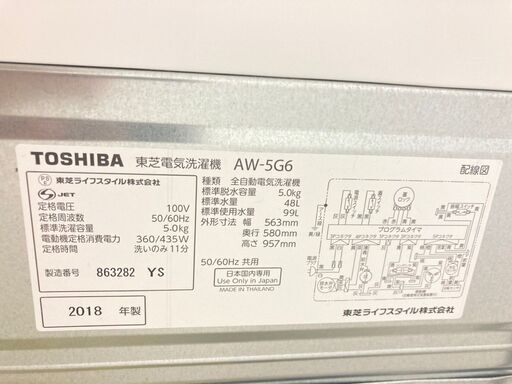 TOSHIBA 東芝電気洗濯機 AW-5G6
配線図
東芝ライフスタイル株式会社
JET
定格電圧 100V
定格周波数 50/60Hz
標準洗濯容量 5.0kg
電動機定格消費電力 360/435W
定格時間 洗いのみ 11分
製造番号 863282 YS
2018 年製
種類 全自動電気洗濯機
標準脱水容量 5.0kg
標準水量 48L
標準使用水量 99L
外形寸法 幅 563mm
奥行 580mm
高さ 957mm
50/60Hz 共用
日本国内専用
Use Only in Japan
MADE IN THAILAND
プログラムタイマ
東芝ライフスタイル株式会社